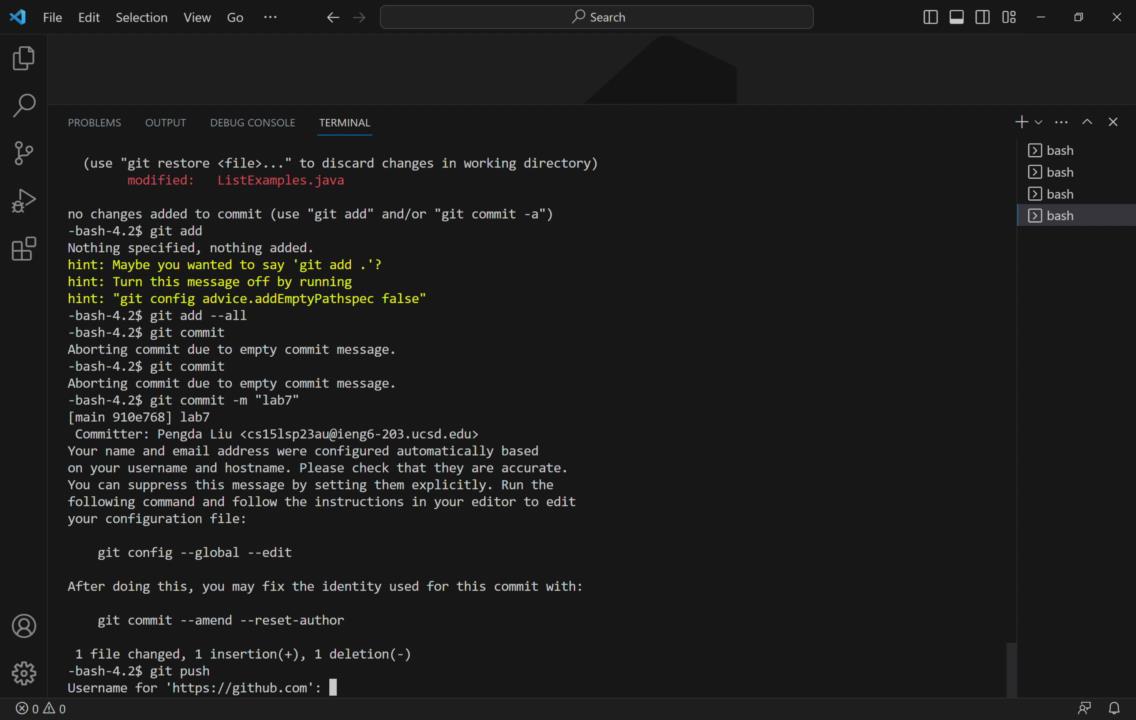 File Edit Selection View Go ···
Search
PROBLEMS OUTPUT DEBUG CONSOLE TERMINAL
(use "git restore <file>..." to discard changes in working directory)
modified: ListExamples.java
no changes added to commit (use "git add" and/or "git commit -a")
-bash-4.2$ git add
Nothing specified, nothing added.
hint: Maybe you wanted to say 'git add .'?
hint: Turn this message off by running
hint: "git config advice.addEmptyPathspec false"
-bash-4.2$ git add --all
-bash-4.2$ git commit
Aborting commit due to empty commit message.
-bash-4.2$ git commit
Aborting commit due to empty commit message.
-bash-4.2$ git commit -m "lab7"
[main 910e768] lab7
Committer: Pengda Liu <cs15lsp23au@ieng6-203.ucsd.edu>
Your name and email address were configured automatically based
on your username and hostname. Please check that they are accurate.
You can suppress this message by setting them explicitly. Run the
following command and follow the instructions in your editor to edit
your configuration file:
git config --global --edit
After doing this, you may fix the identity used for this commit with:
git commit --amend --reset-author
1 file changed, 1 insertion(+), 1 deletion(-)
-bash-4.2$ git push
Username for 'https://github.com':
bash
bash
bash
bash
0 0